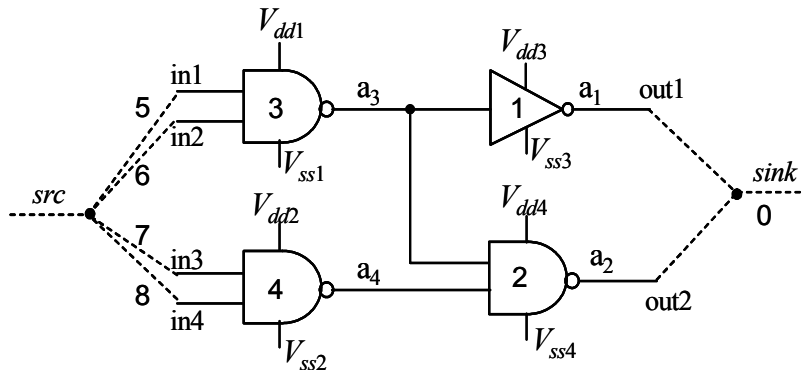 Vdd1
Vdd3
in1
5
3
a3
1
a1
out1
in2
6
Vss1
Vss3
src
sink
0
Vdd2
Vdd4
7
in3
8
4
a4
2
a2
in4
out2
Vss2
Vss4